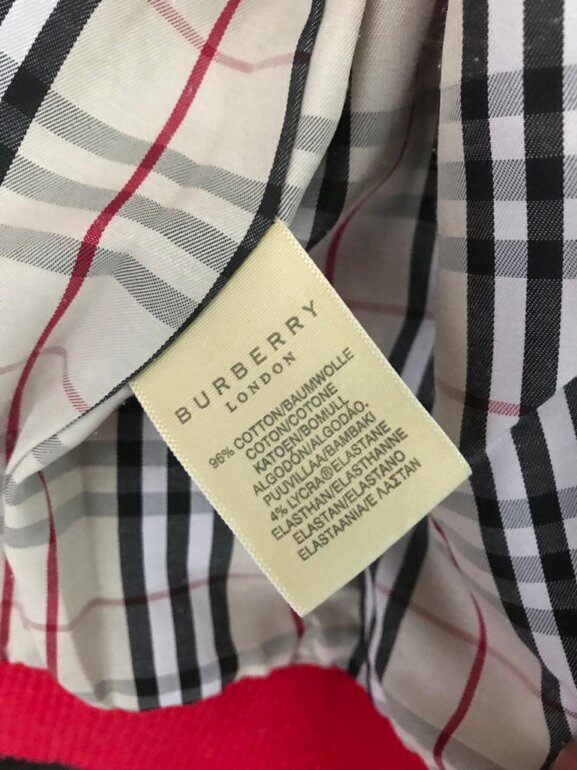 BURBERRY
LONDON
96% COTTON/BAUMWOLLE
COTON/COTONE
KATOEN/BOMULL
ALGODÓN/ALGODÃO.
PUUVILLA/BAMBAKI
4% LYCRA®ELASTANE
ELASTHAN/ELASTHANNE
ELASTAN/ELASTANO
ELASTAANIA/Ε ΛΑΣΤΑΝ